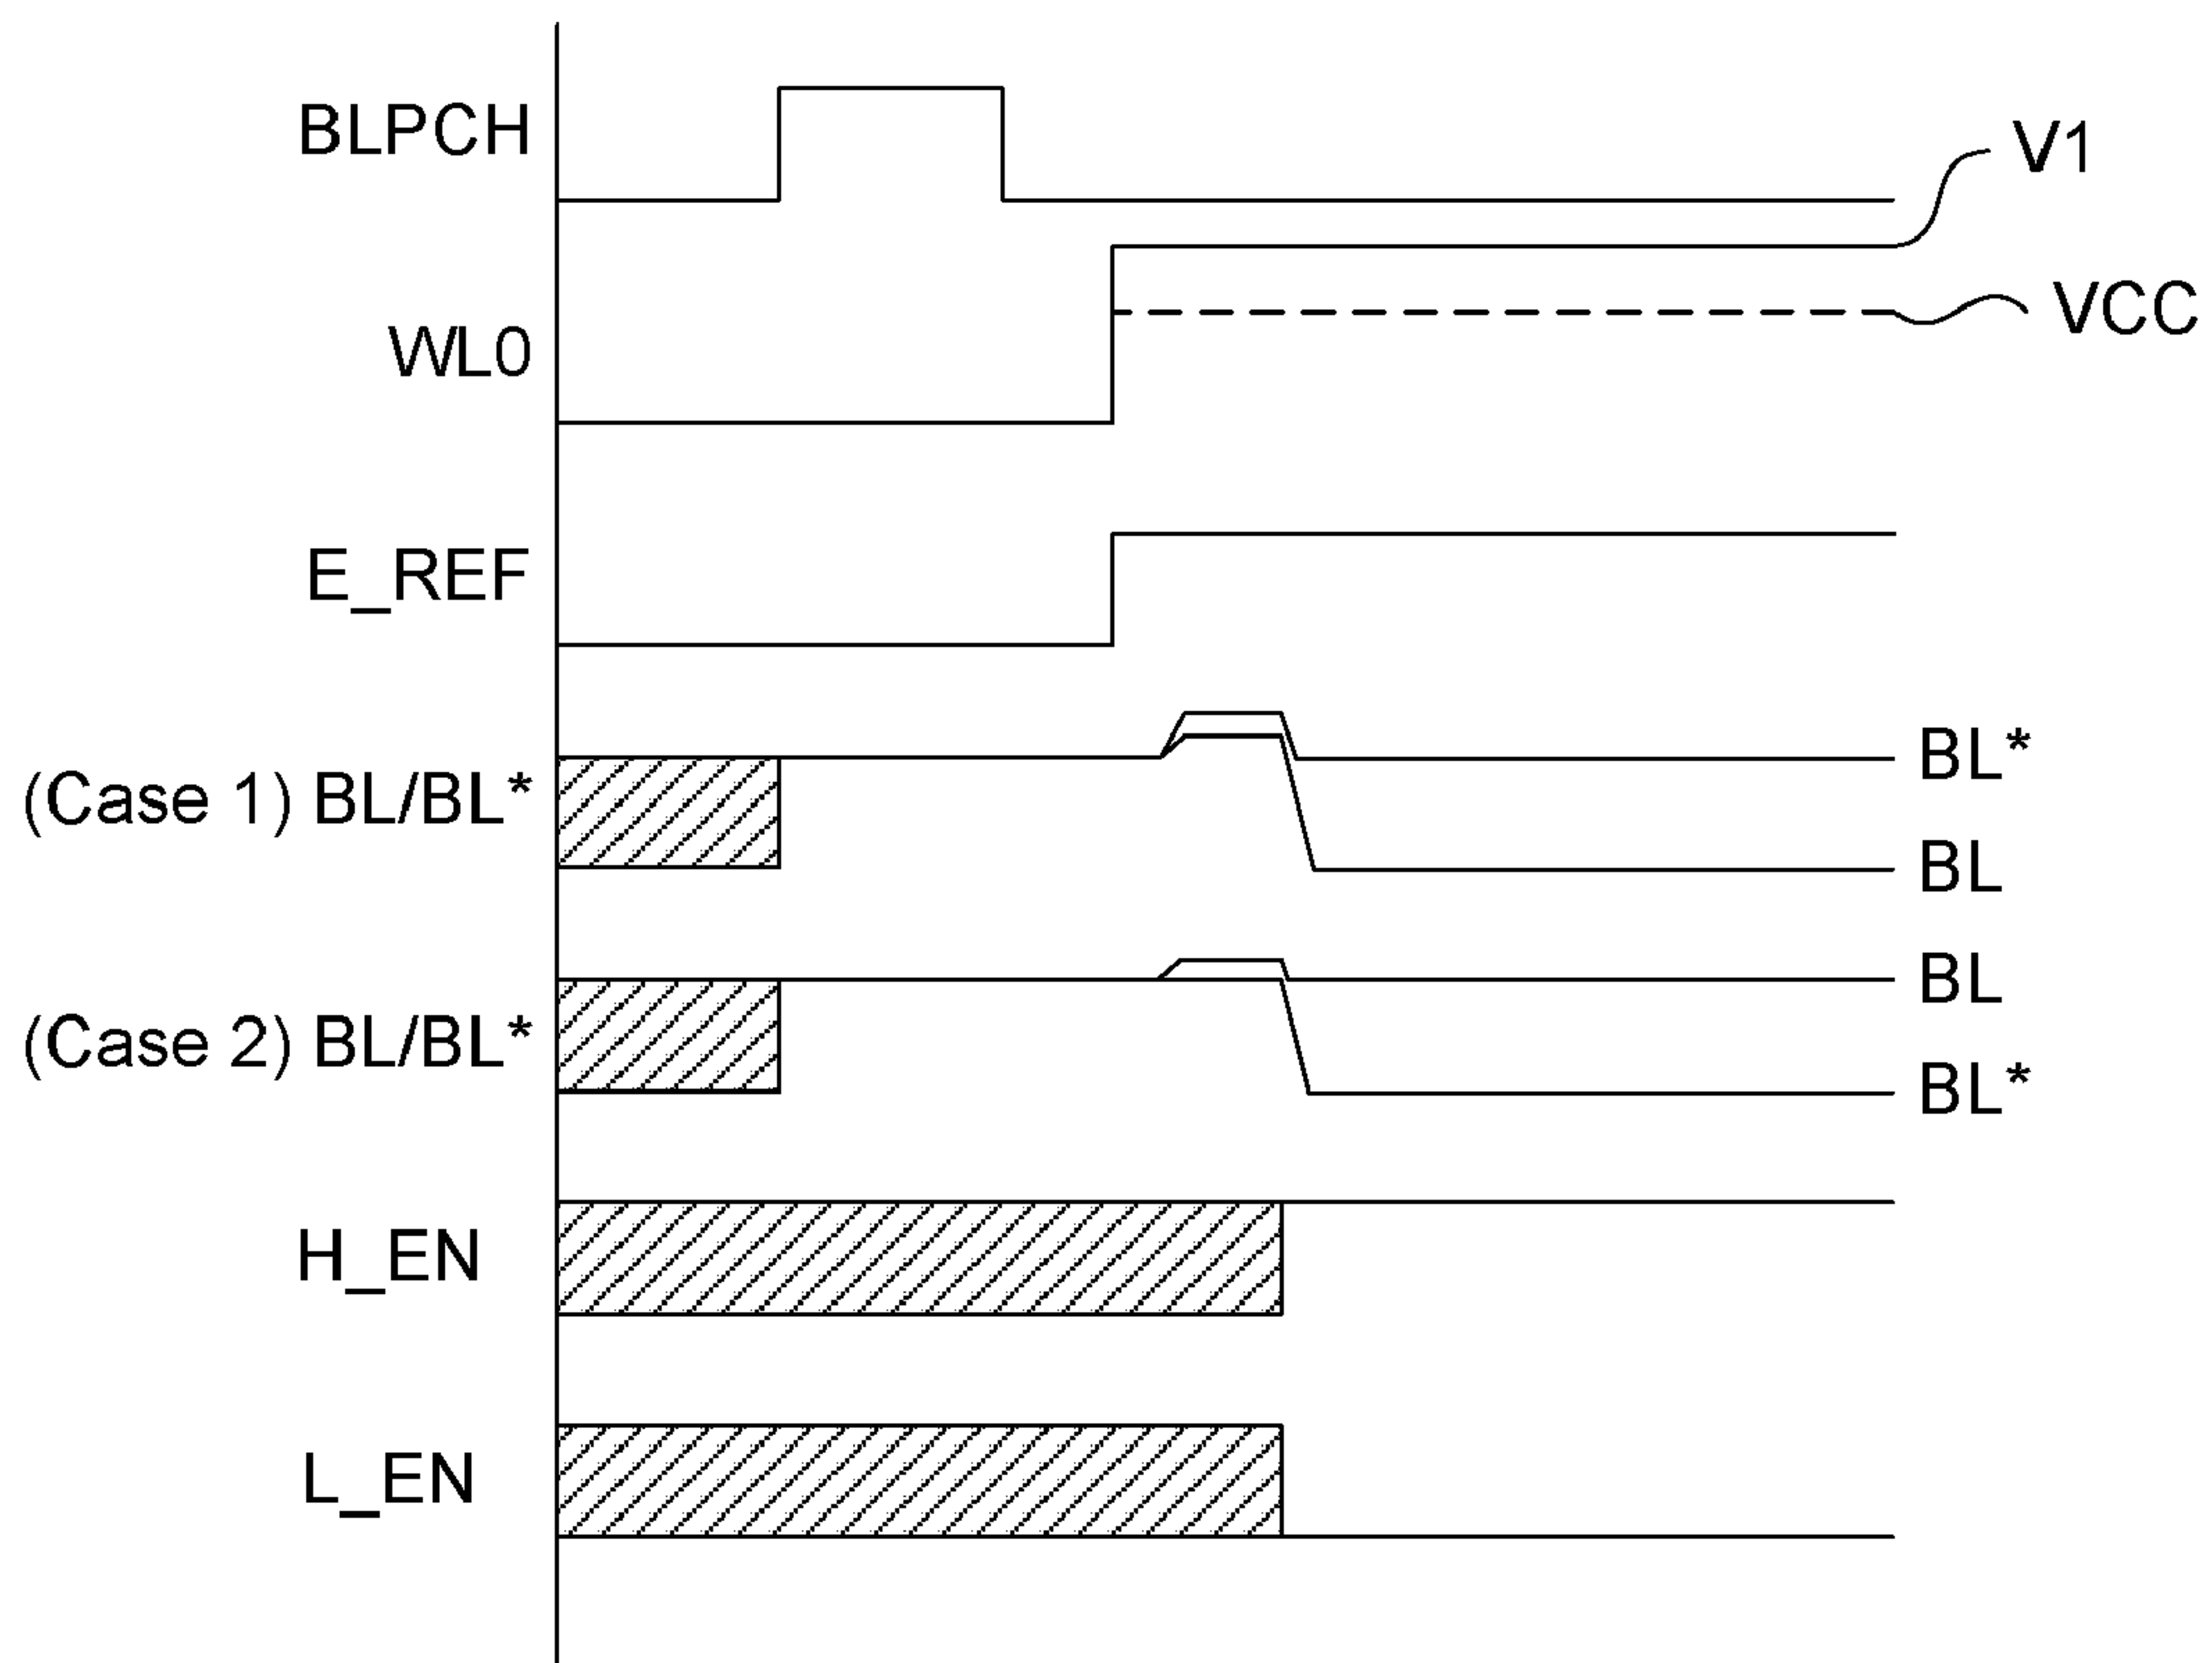 BLPCH
V1
VCC
WL0
E_REF
(Case 1) BL/BL*
BL*
BL
(Case 2) BL/BL*
BL
BL*
H_EN
L_EN